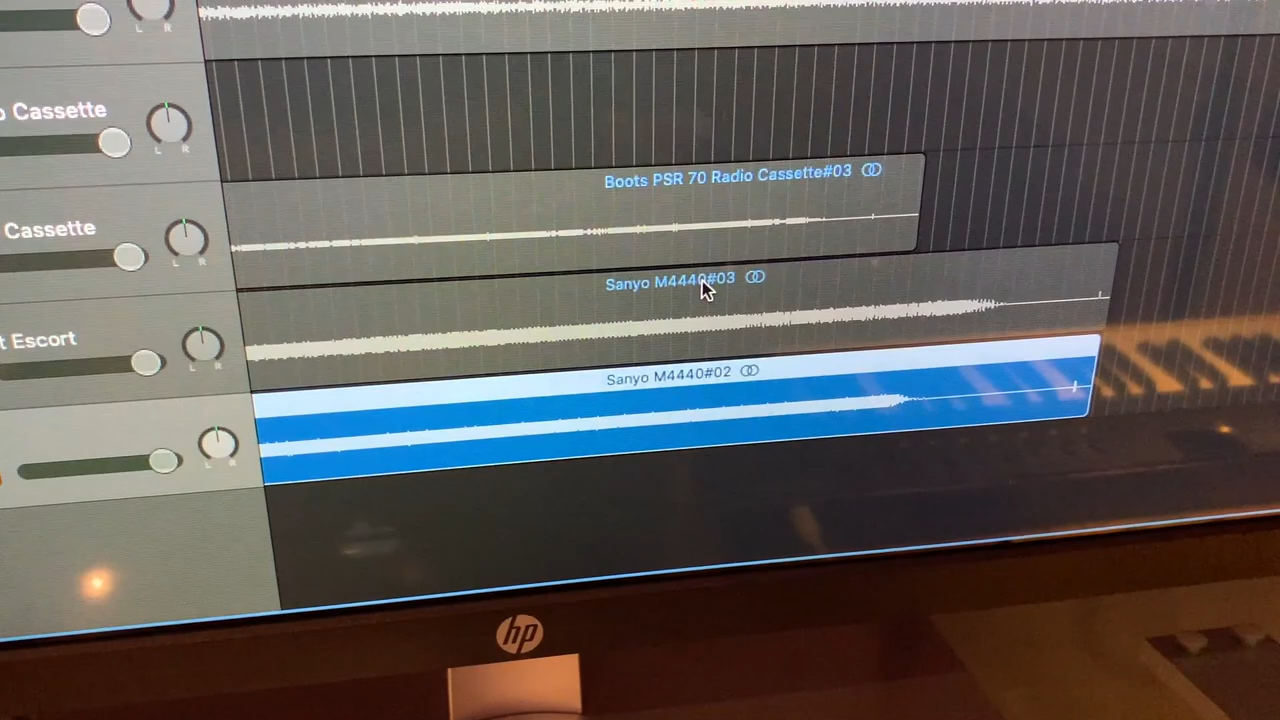 L R
o Cassette
L R
Boots PSR 70 Radio Cassette#03
Cassette
L R
Sanyo M4440#03
t Escort
L R
Sanyo M4440#02
L R
hp